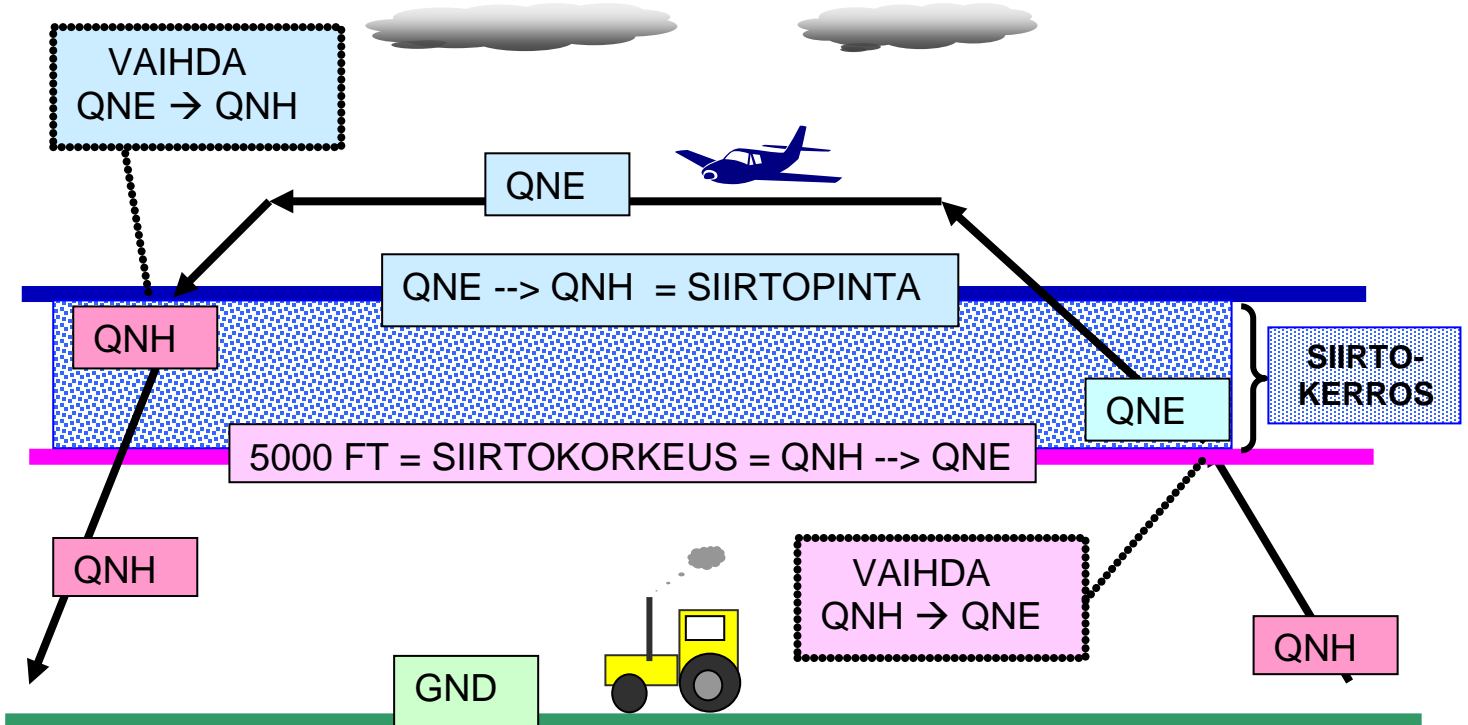 VAIHDA
QNE → QNH
QNE
QNE --> QNH = SIIRTOPINTA
QNH
SIIRTO-
KERROS
QNE
5000 FT = SIIRTOKORKEUS = QNH --> QNE
QNH
VAIHDA
QNH → QNE
QNH
GND